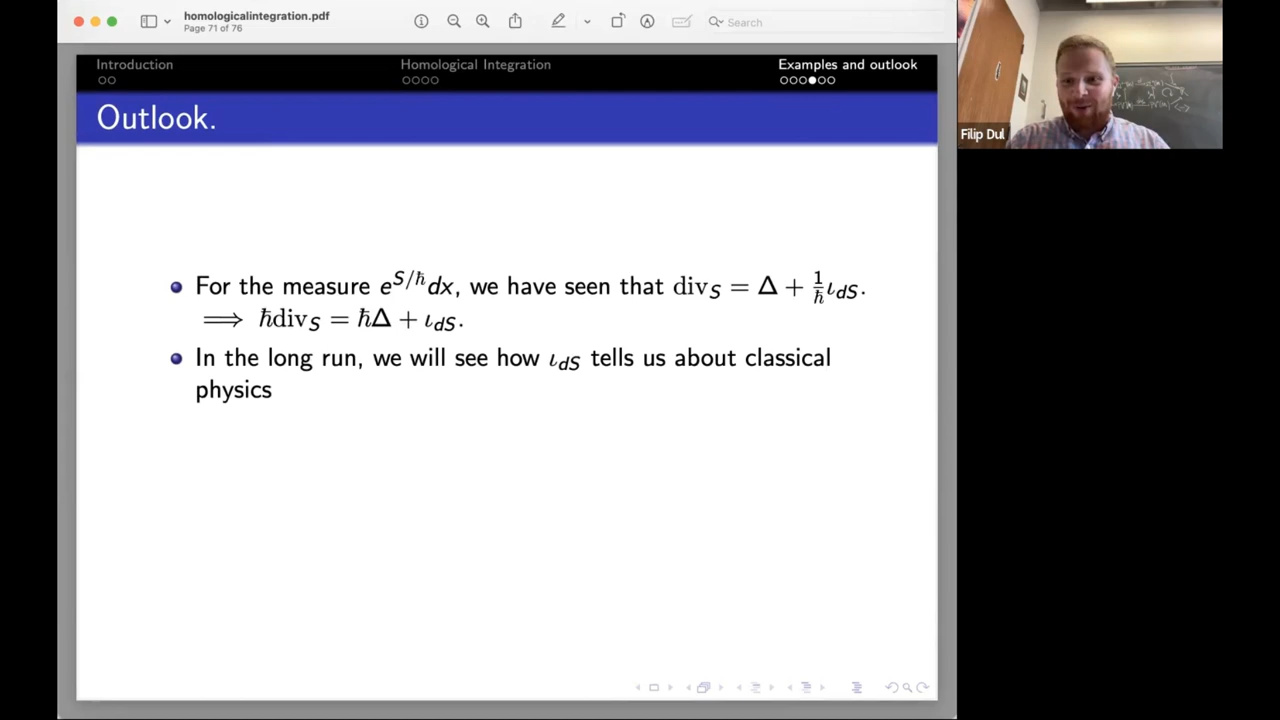 homologicalintegration.pdf
Page 71 of 76
Search
Introduction
Homological Integration
Examples and outlook
Outlook.
For the measure e^{S/ℏ}dx, we have seen that div_S = Δ + 1/ℏ ι_{dS}.
⟹ ℏdiv_S = ℏΔ + ι_{dS}.
In the long run, we will see how ι_{dS} tells us about classical
physics
Filip Dul